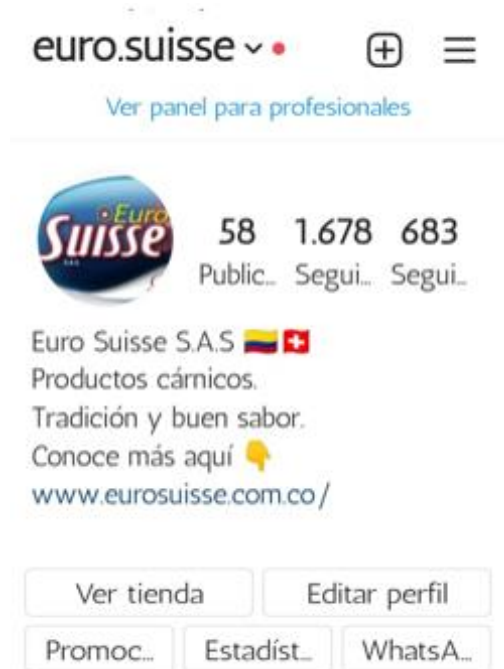 euro.suisse
Ver panel para profesionales
Euro
Suisse
58 1.678 683
Public... Segui... Segui...
Euro Suisse S.A.S 🇨🇴🇨🇭
Productos cárnicos.
Tradición y buen sabor.
Conoce más aquí 👇
www.eurosuisse.com.co/
Ver tienda Editar perfil
Promoc... Estadíst... WhatsA...